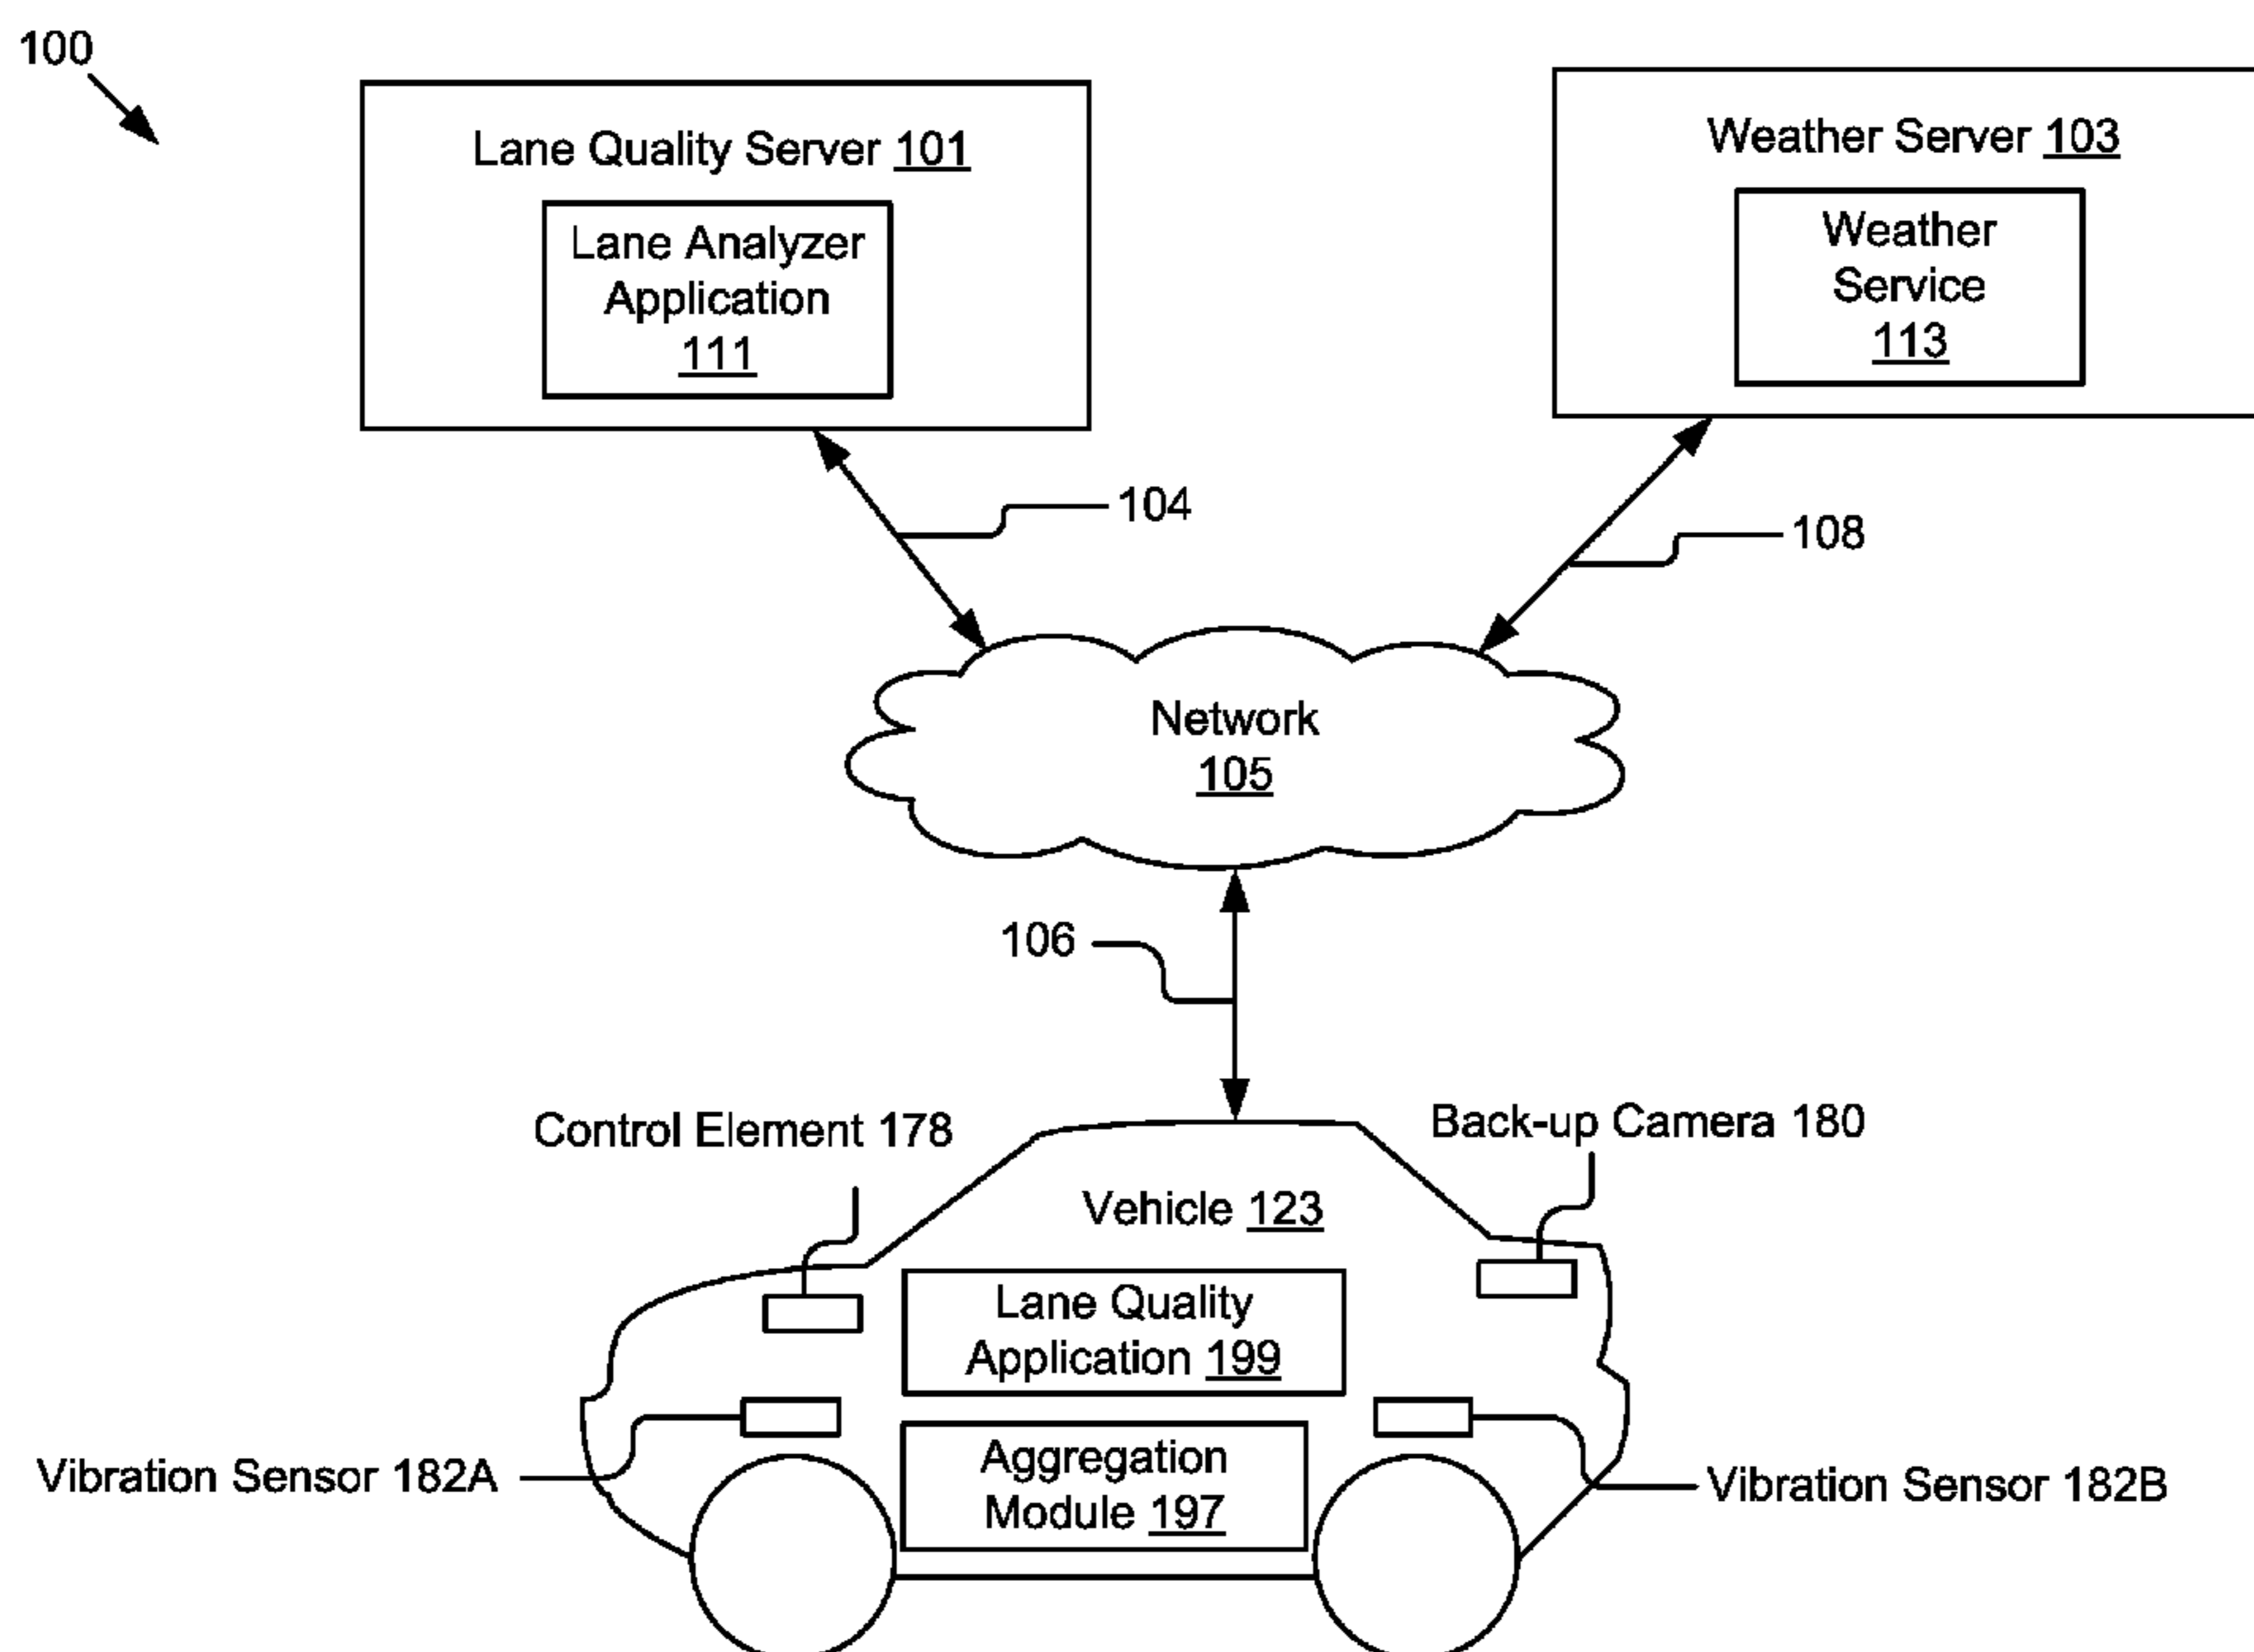 100
Lane Quality Server 101
Lane Analyzer
Application
111
Weather Server 103
Weather
Service
113
104
108
Network
105
106
Control Element 178
Back-up Camera 180
Vehicle 123
Lane Quality
Application 199
Vibration Sensor 182A
Aggregation
Module 197
Vibration Sensor 182B